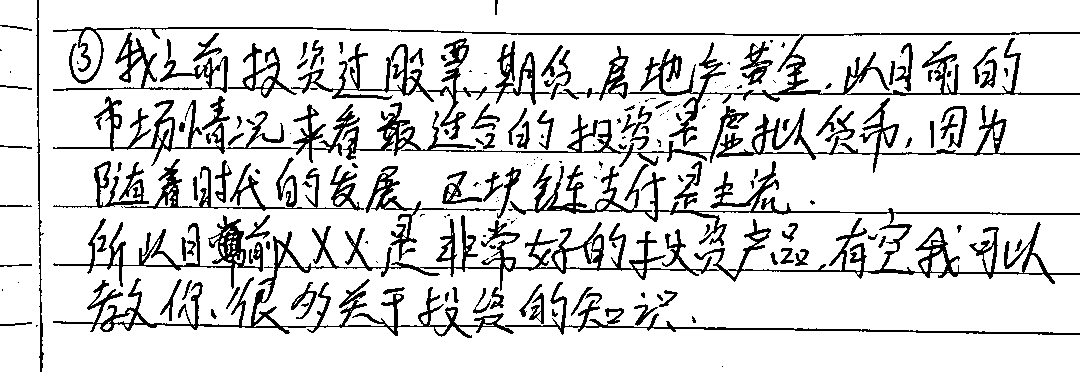 ③我之前投资过股票,期货,房地产,黄金,以目前的
市场情况来看最适合的投资是虚拟货币,因为
随着时代的发展,区块链支付是主流.
所以目前XXX是非常好的投资产品,有空我可以
教你、很多关于投资的知识.